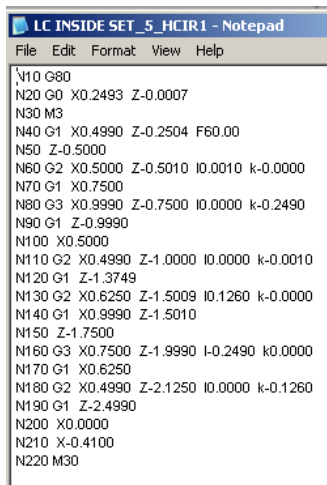 LC INSIDE SET_5_HCIR1 - Notepad
File Edit Format View Help
N10 G80
N20 G0 X0.2493 Z-0.0007
N30 M3
N40 G1 X0.4990 Z-0.2504 F60.00
N50 Z-0.5000
N60 G2 X0.5000 Z-0.5010 I0.0010 k-0.0000
N70 G1 X0.7500
N80 G3 X0.9990 Z-0.7500 I0.0000 k-0.2490
N90 G1 Z-0.9990
N100 X0.5000
N110 G2 X0.4990 Z-1.0000 I0.0000 k-0.0010
N120 G1 Z-1.3749
N130 G2 X0.6250 Z-1.5009 I0.1260 k-0.0000
N140 G1 X0.9990 Z-1.5010
N150 Z-1.7500
N160 G3 X0.7500 Z-1.9990 I-0.2490 k0.0000
N170 G1 X0.6250
N180 G2 X0.4990 Z-2.1250 I0.0000 k-0.1260
N190 G1 Z-2.4990
N200 X0.0000
N210 X-0.4100
N220 M30